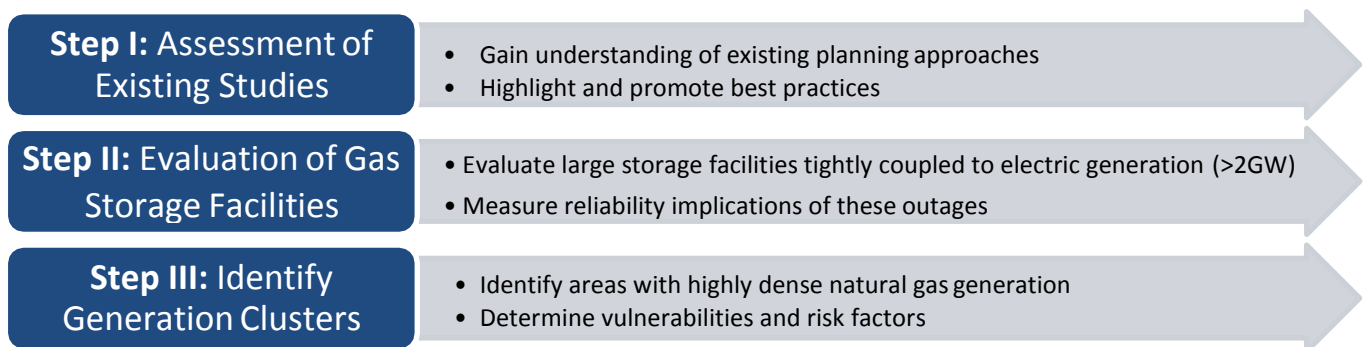 Step I: Assessment of
Existing Studies
• Gain understanding of existing planning approaches
• Highlight and promote best practices
Step II: Evaluation of Gas
Storage Facilities
• Evaluate large storage facilities tightly coupled to electric generation (>2GW)
• Measure reliability implications of these outages
Step III: Identify
Generation Clusters
• Identify areas with highly dense natural gas generation
• Determine vulnerabilities and risk factors